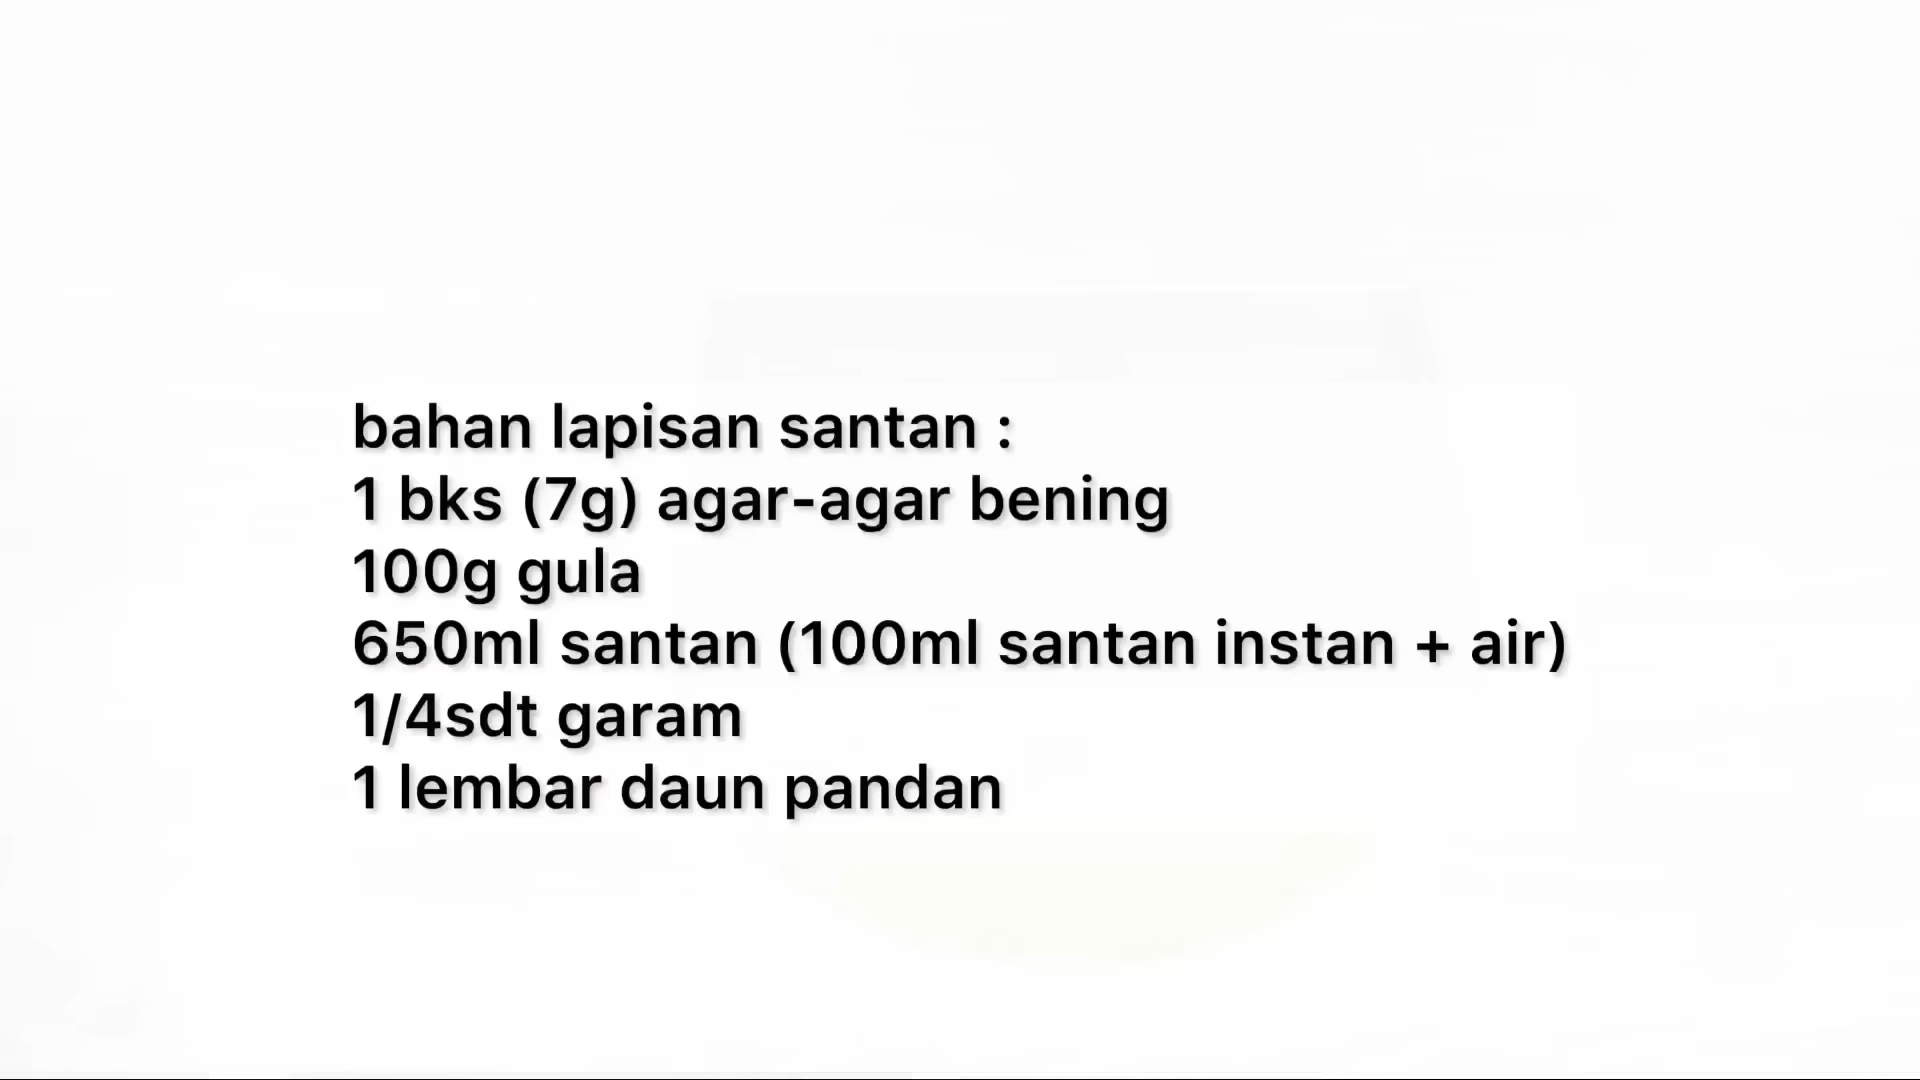 bahan lapisan santan :
1 bks (7g) agar-agar bening
100g gula
650ml santan (100ml santan instan + air)
1/4sdt garam
1 lembar daun pandan